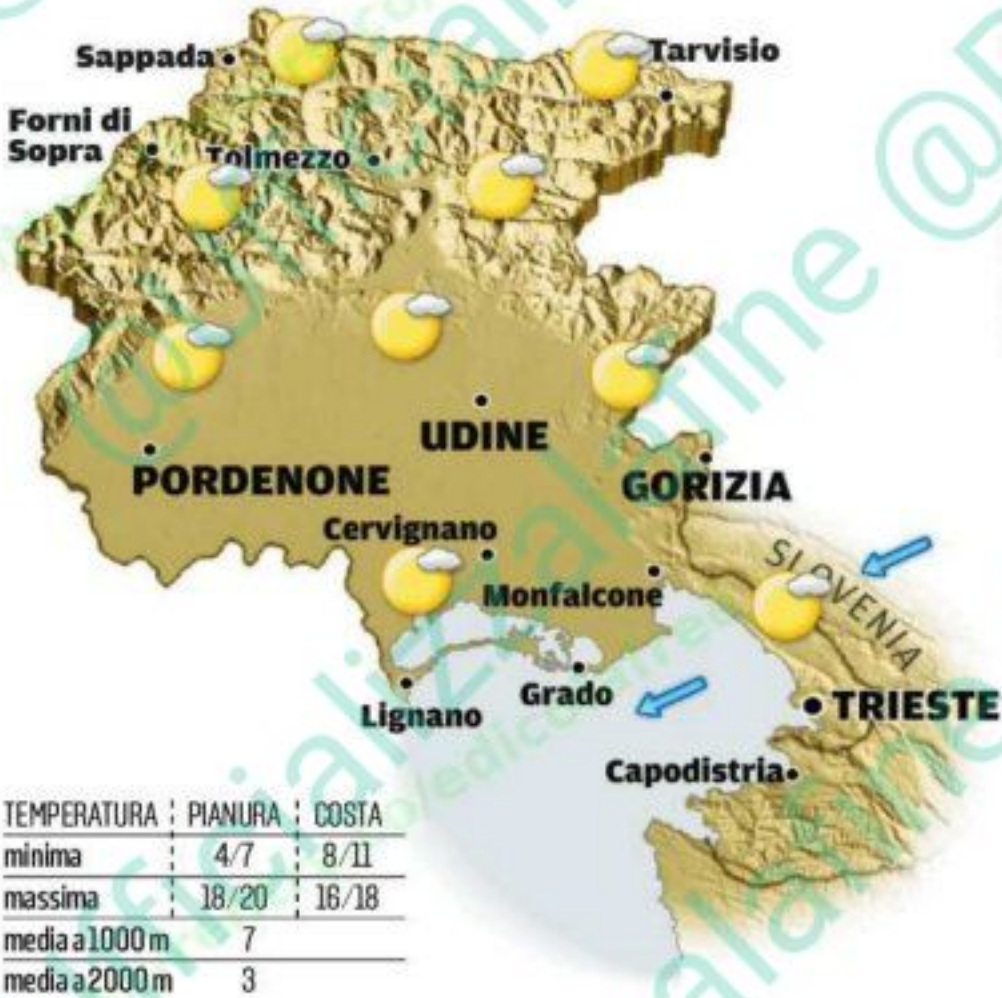 Sappada
Tarvisio
Forni di
Sopra
Tolmezzo
UDINE
PORDENONE
GORIZIA
Cervignano
SLOVENIA
Monfalcone
Grado
Lignano
TRIESTE
Capodistria
TEMPERATURA PIANURA COSTA
minima 4/7 8/11
massima 18/20 16/18
media a 1000 m 7
media a 2000 m 3